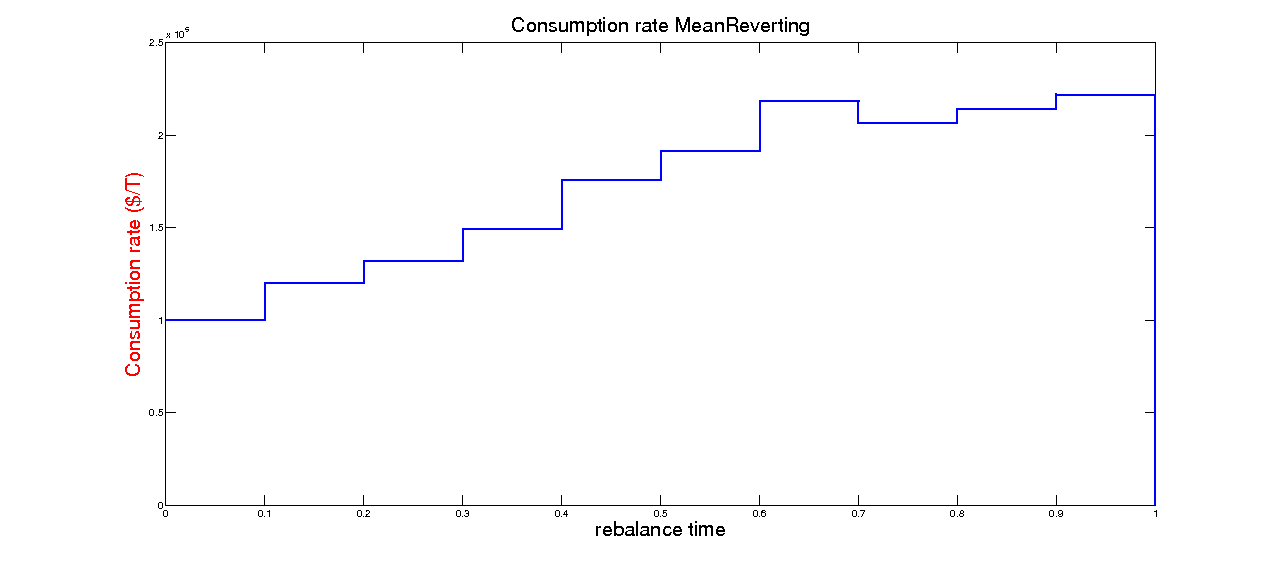 Consumption rate MeanReverting
x 10
2.5
2
1.5
1
0.5
0
Consumption rate ($/T)
0 0.1 0.2 0.3 0.4 0.5 0.6 0.7 0.8 0.9 1
rebalance time